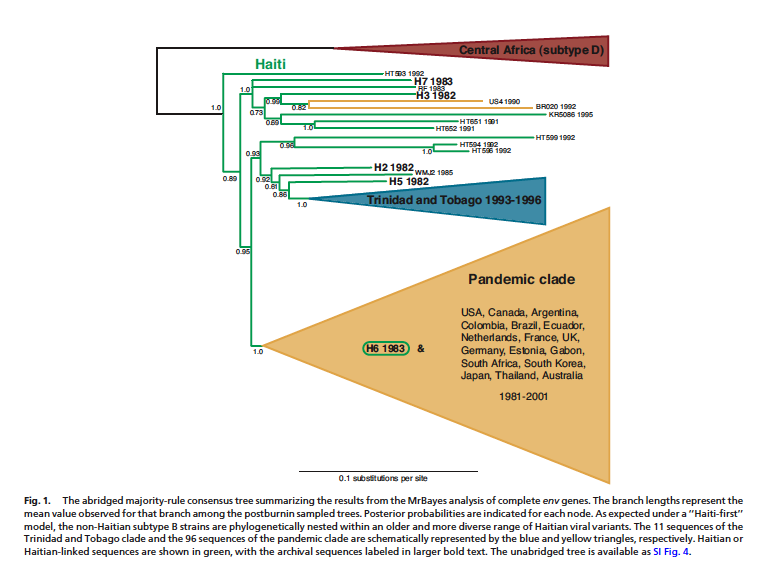 Central Africa (subtype D)
Haiti
HT593 1992
H7 1983
RF 1983
1.0
H3 1982
0.99
US4 1990
1.0
0.82
BR020 1992
0.73
KR5086 1995
0.69
HT651 1991
1.0
HT652 1991
HT599 1992
0.96
HT594 1992
0.93
1.0
HT596 1992
H2 1982
WMJ2 1985
0.89
0.92
H5 1982
0.61
0.86
Trinidad and Tobago 1993-1996
1.0
0.95
Pandemic clade
USA, Canada, Argentina,
Colombia, Brazil, Ecuador,
Netherlands, France, UK,
H6 1983 &
Germany, Estonia, Gabon,
1.0
South Africa, South Korea,
Japan, Thailand, Australia
1981-2001
0.1 substitutions per site
Fig. 1. The abridged majority-rule consensus tree summarizing the results from the MrBayes analysis of complete env genes. The branch lengths represent the
mean value observed for that branch among the postburnin sampled trees. Posterior probabilities are indicated for each node. As expected under a "Haiti-first"
model, the non-Haitian subtype B strains are phylogenetically nested within an older and more diverse range of Haitian viral variants. The 11 sequences of the
Trinidad and Tobago clade and the 96 sequences of the pandemic clade are schematically represented by the blue and yellow triangles, respectively. Haitian or
Haitian-linked sequences are shown in green, with the archival sequences labeled in larger bold text. The unabridged tree is available as SI Fig. 4.